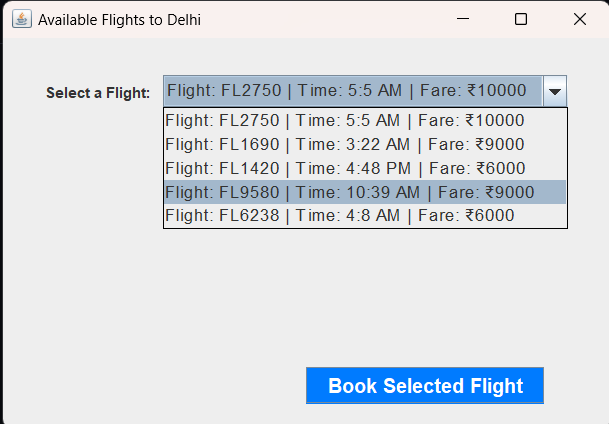 Available Flights to Delhi
Select a Flight: Flight: FL2750 | Time: 5:5 AM | Fare: ₹10000
Flight: FL2750 | Time: 5:5 AM | Fare: ₹10000
Flight: FL1690 | Time: 3:22 AM | Fare: ₹9000
Flight: FL1420 | Time: 4:48 PM | Fare: ₹6000
Flight: FL9580 | Time: 10:39 AM | Fare: ₹9000
Flight: FL6238 | Time: 4:8 AM | Fare: ₹6000
Book Selected Flight